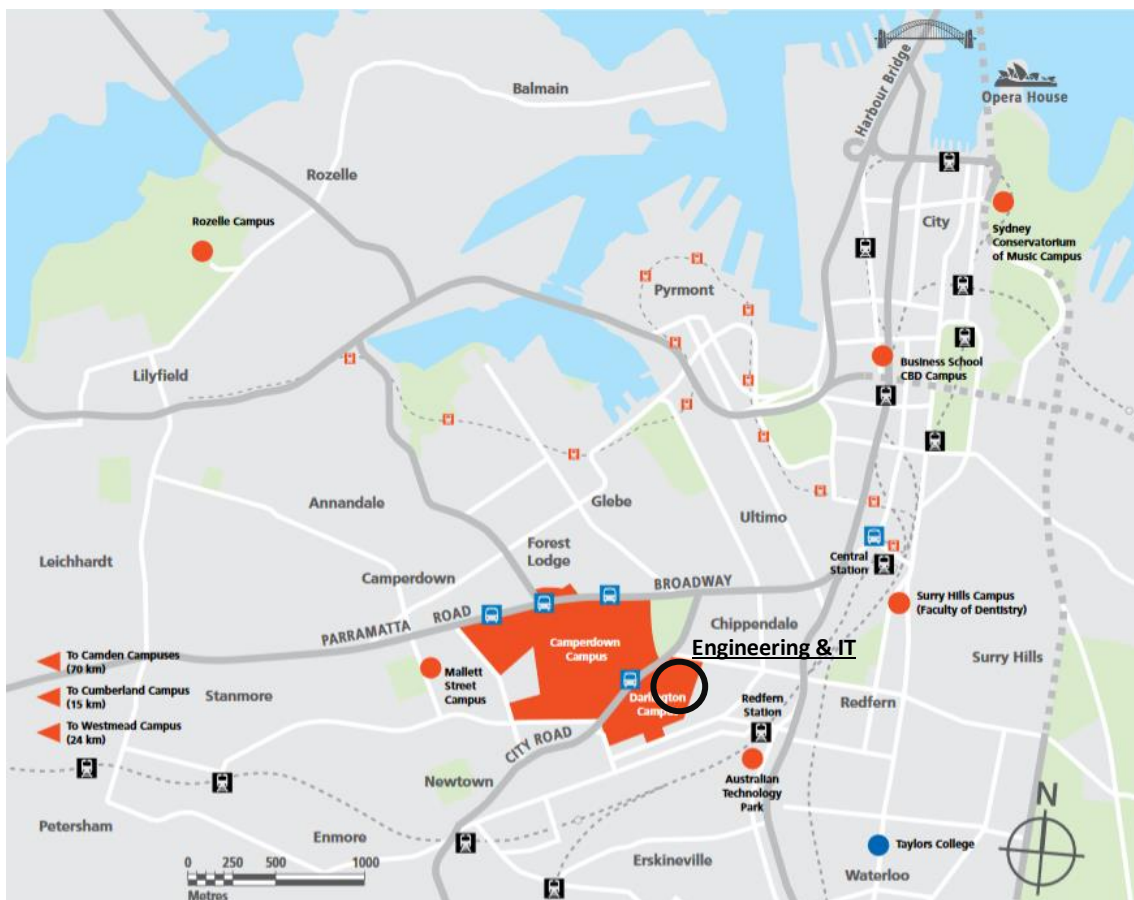 Balmain
Harbour Bridge
Opera House
Rozelle
Rozelle Campus
City
Sydney
Conservatorium
of Music Campus
Pyrmont
Business School
CBD Campus
Lilyfield
Annandale
Glebe
Ultimo
Leichhardt
Forest
Lodge
Camperdown
Central
Station
BROADWAY
PARRAMATTA ROAD
Surry Hills Campus
(Faculty of Dentistry)
Chippendale
Camperdown
Campus
Engineering & IT
Surry Hills
To Camden Campuses
(70 km)
To Cumberland Campus
(15 km)
To Westmead Campus
(24 km)
Stanmore
Mallett
Street
Campus
Darlington
Campus
Redfern
Station
Redfern
CITY ROAD
Newtown
Australian
Technology
Park
N
Petersham
Enmore
Erskineville
Taylors College
Waterloo
0 250 500 1000
Metres